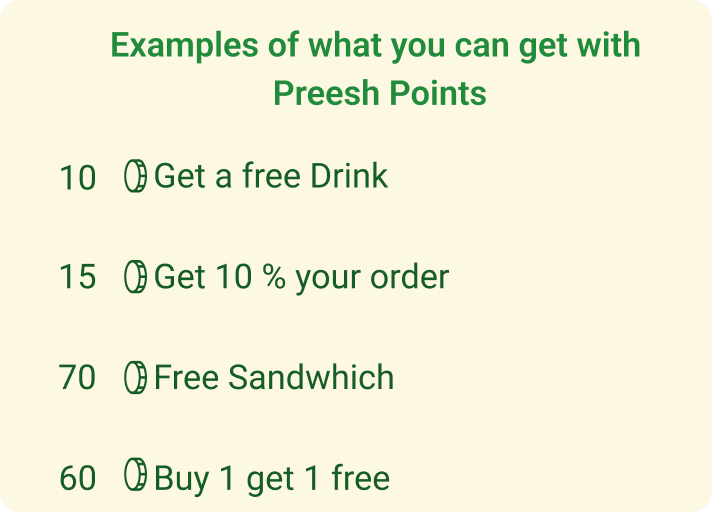 Examples of what you can get with
Preesh Points
10 Get a free Drink
15 Get 10 % your order
70 Free Sandwhich
60 Buy 1 get 1 free